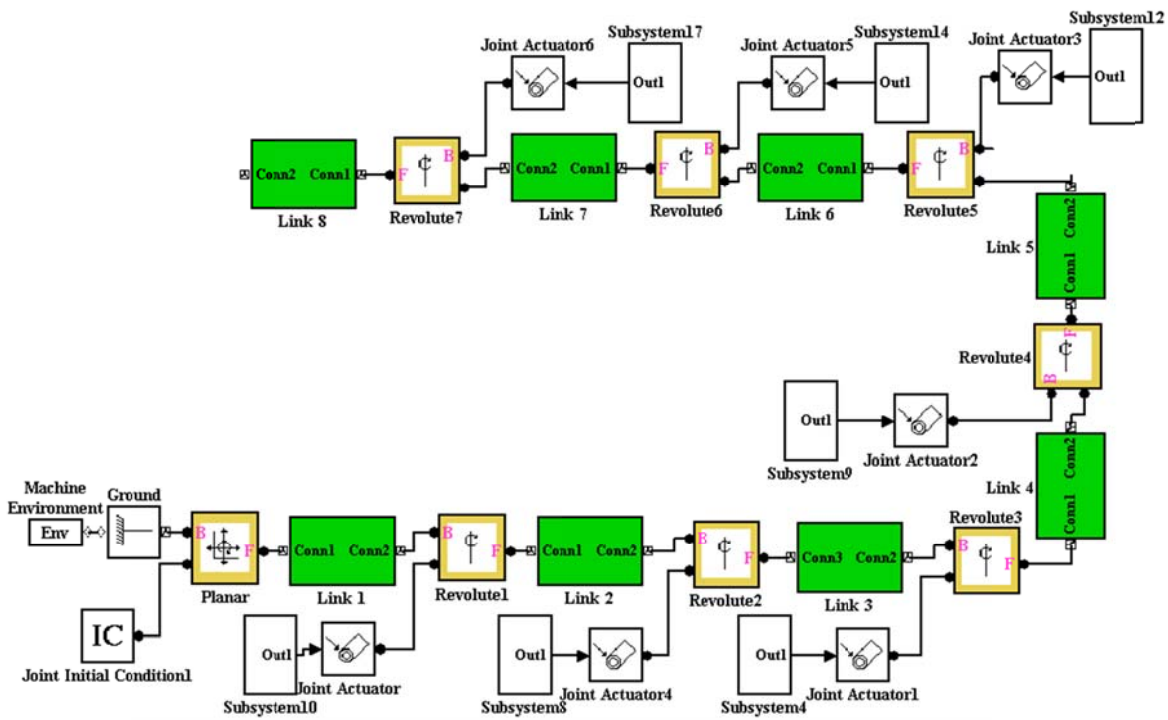 Subsystem17
Subsystem14
Subsystem12
Joint Actuator6
Joint Actuator5
Joint Actuator3
Out1
Out1
Out1
B
B
B
Conn2 Conn1
F
Conn2 Conn1
F
Conn2 Conn1
F
Link 8
Revolute7
Link 7
Revolute6
Link 6
Revolute5
Conn2
Link 5
Conn1
F
Revolute4
B
Out1
Subsystem9
Joint Actuator2
Conn2
Link 4
Conn1
Machine
Environment
Ground
Env
Revolute3
B
F
Planar
Conn1 Conn2
Link 1
B
F
Revolute1
Conn1 Conn2
Link 2
B
F
Revolute2
Conn3 Conn2
Link 3
B
F
IC
Joint Initial Condition1
Out1
Subsystem10
Joint Actuator
Out1
Subsystem8
Joint Actuator4
Out1
Subsystem4
Joint Actuator1